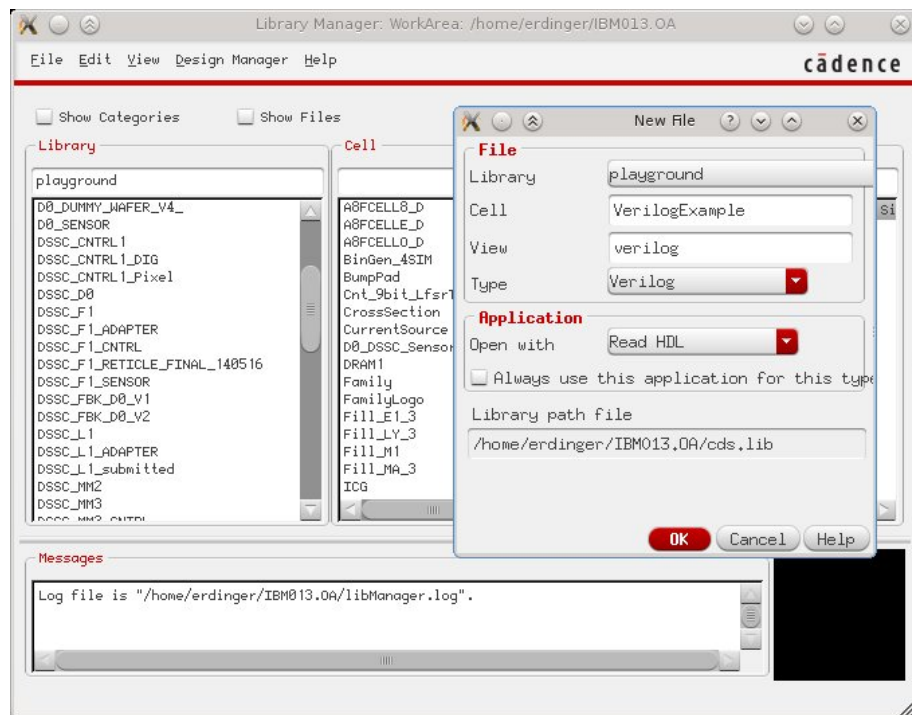 Library Manager: WorkArea: /home/erdinger/IBM013.OA
File Edit View Design Manager Help
cādence
Show Categories
Show Files
Library
playground
D0_DUMMY_WAFER_V4_
D0_SENSOR
DSSC_CNTRL1
DSSC_CNTRL1_DIG
DSSC_CNTRL1_Pixel
DSSC_D0
DSSC_F1
DSSC_F1_ADAPTER
DSSC_F1_CNTRL
DSSC_F1_RETICLE_FINAL_140516
DSSC_F1_SENSOR
DSSC_FBK_D0_V1
DSSC_FBK_D0_V2
DSSC_L1
DSSC_L1_ADAPTER
DSSC_L1_submitted
DSSC_MM2
DSSC_MM3
DSSC_MM3_CNTRL
Cell
A8FCELL8_D
A8FCELLE_D
A8FCELLO_D
BinGen_4SIM
BumpPad
Cnt_9bit_Lfsr
CrossSection
CurrentSource
D0_DSSC_Sensor
DRAM1
Family
FamilyLogo
Fill_E1_3
Fill_LY_3
Fill_M1
Fill_MA_3
ICG
Si
New File
File
Library playground
Cell VerilogExample
View verilog
Type Verilog
Application
Open with Read HDL
Always use this application for this type
Library path file
/home/erdinger/IBM013.OA/cds.lib
OK Cancel Help
Messages
Log file is "/home/erdinger/IBM013.OA/libManager.log".